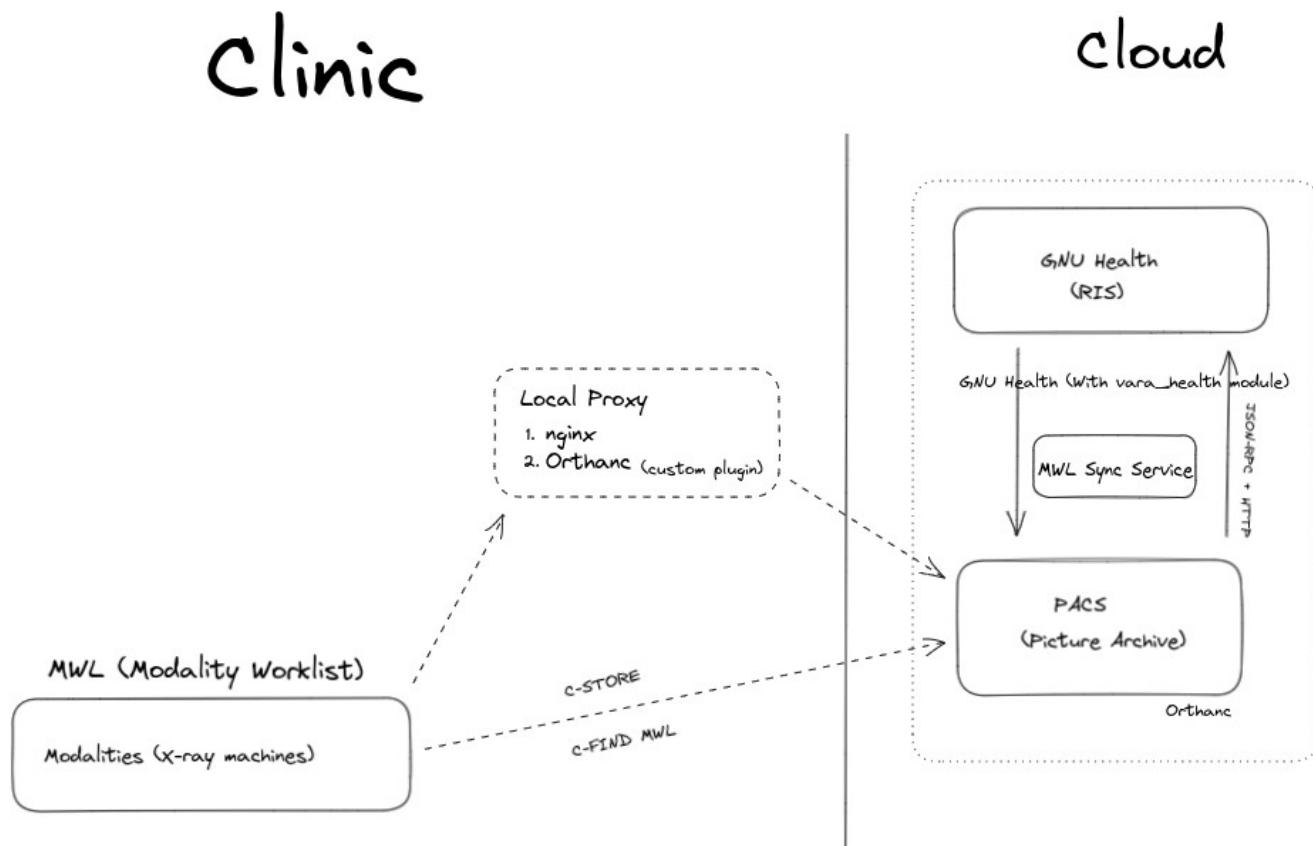 Clinic
Cloud
GNU Health
(RIS)
GNU Health (with vara_health module)
JSON-RPC + HTTP
MWL Sync Service
Local Proxy
1. nginx
2. Orthanc (custom plugin)
PACS
(Picture Archive)
Orthanc
MWL (Modality Worklist)
Modalities (X-ray machines)
C-STORE
C-FIND MWL